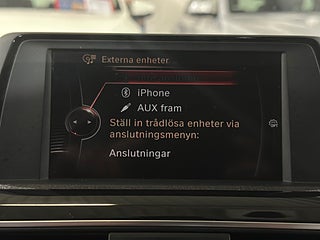 Externa enheter
iPhone
AUX fram
Ställ in trådlösa enheter via
anslutningsmenyn:
Anslutningar